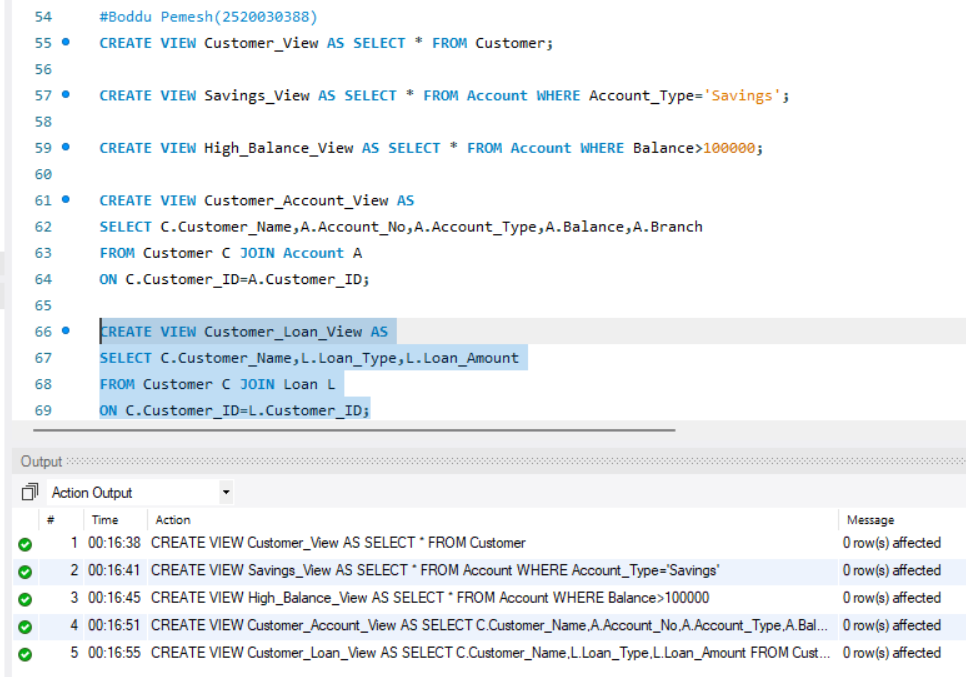 54 #Boddu Pemesh(2520030388)
55 CREATE VIEW Customer_View AS SELECT * FROM Customer;
56
57 CREATE VIEW Savings_View AS SELECT * FROM Account WHERE Account_Type='Savings';
58
59 CREATE VIEW High_Balance_View AS SELECT * FROM Account WHERE Balance>100000;
60
61 CREATE VIEW Customer_Account_View AS
62 SELECT C.Customer_Name,A.Account_No,A.Account_Type,A.Balance,A.Branch
63 FROM Customer C JOIN Account A
64 ON C.Customer_ID=A.Customer_ID;
65
66 CREATE VIEW Customer_Loan_View AS
67 SELECT C.Customer_Name,L.Loan_Type,L.Loan_Amount
68 FROM Customer C JOIN Loan L
69 ON C.Customer_ID=L.Customer_ID;
Output
Action Output
# Time Action Message
1 00:16:38 CREATE VIEW Customer_View AS SELECT * FROM Customer 0 row(s) affected
2 00:16:41 CREATE VIEW Savings_View AS SELECT * FROM Account WHERE Account_Type='Savings' 0 row(s) affected
3 00:16:45 CREATE VIEW High_Balance_View AS SELECT * FROM Account WHERE Balance>100000 0 row(s) affected
4 00:16:51 CREATE VIEW Customer_Account_View AS SELECT C.Customer_Name,A.Account_No,A.Account_Type,A.Bal... 0 row(s) affected
5 00:16:55 CREATE VIEW Customer_Loan_View AS SELECT C.Customer_Name,L.Loan_Type,L.Loan_Amount FROM Cust... 0 row(s) affected